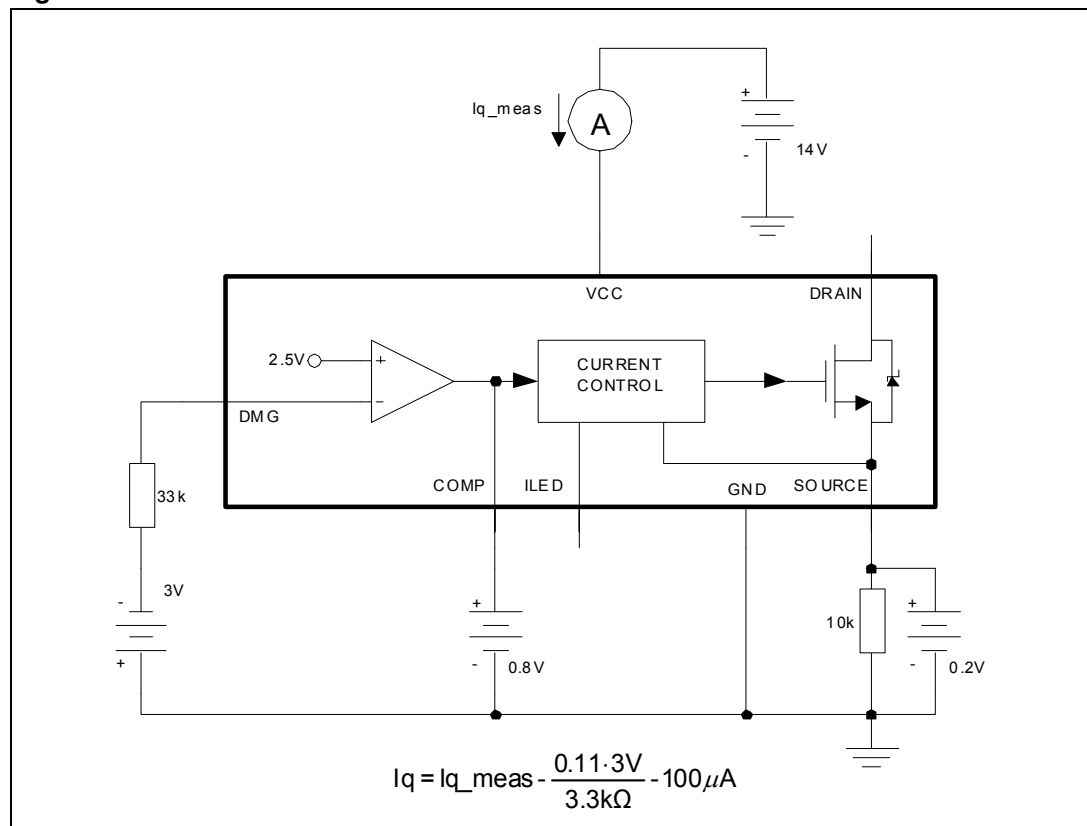 Iq_meas
A
+
-
14V
VCC
DRAIN
2.5V
+
-
CURRENT
CONTROL
DMG
COMP
ILED
GND
SOURCE
33k
3V
-
+
+
-
0.8V
10k
+
-
0.2V
Iq = Iq_meas - 0.11·3V / 3.3kΩ - 100μA